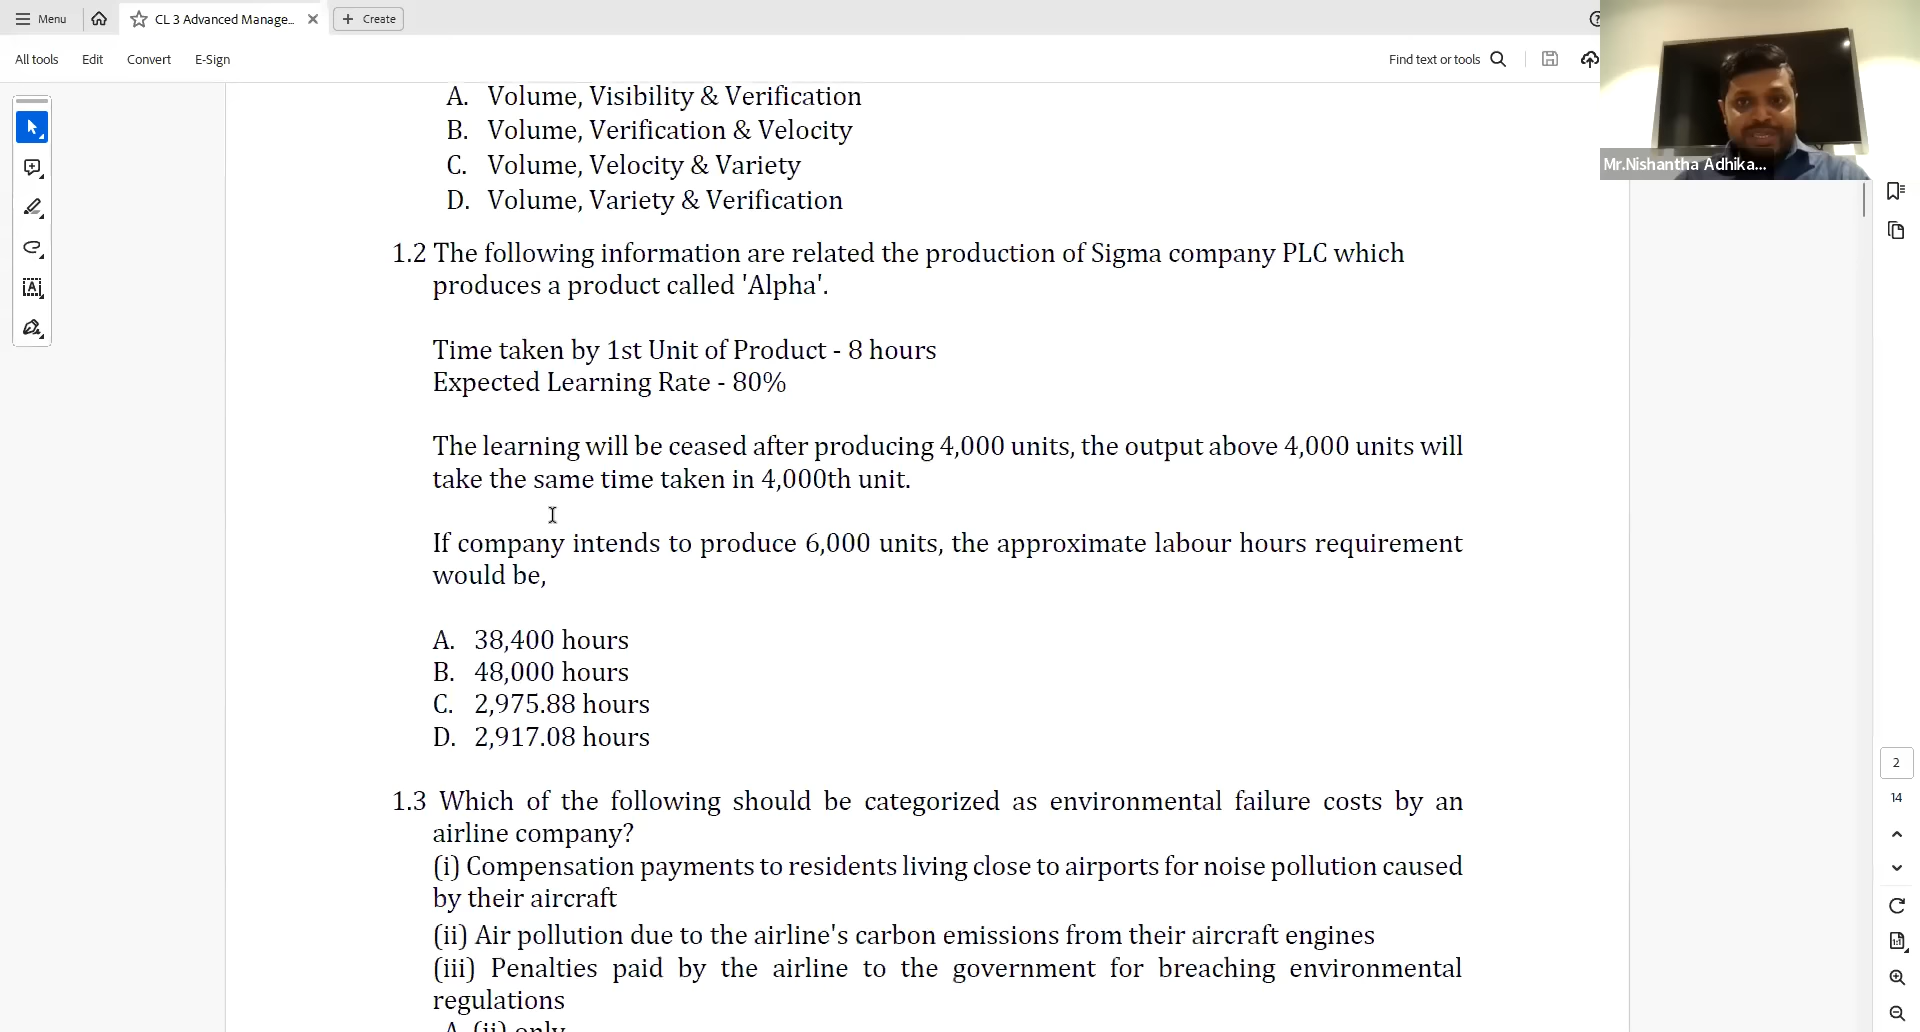 Menu
CL 3 Advanced Manage...
Create
All tools
Edit
Convert
E-Sign
Find text or tools
Mr.Nishantha Adhika...
A. Volume, Visibility & Verification
B. Volume, Verification & Velocity
C. Volume, Velocity & Variety
D. Volume, Variety & Verification
1.2 The following information are related the production of Sigma company PLC which
produces a product called 'Alpha'.
Time taken by 1st Unit of Product - 8 hours
Expected Learning Rate - 80%
The learning will be ceased after producing 4,000 units, the output above 4,000 units will
take the same time taken in 4,000th unit.
If company intends to produce 6,000 units, the approximate labour hours requirement
would be,
A. 38,400 hours
B. 48,000 hours
C. 2,975.88 hours
D. 2,917.08 hours
1.3 Which of the following should be categorized as environmental failure costs by an
airline company?
(i) Compensation payments to residents living close to airports for noise pollution caused
by their aircraft
(ii) Air pollution due to the airline's carbon emissions from their aircraft engines
(iii) Penalties paid by the airline to the government for breaching environmental
regulations
A. (ii) only
2
14